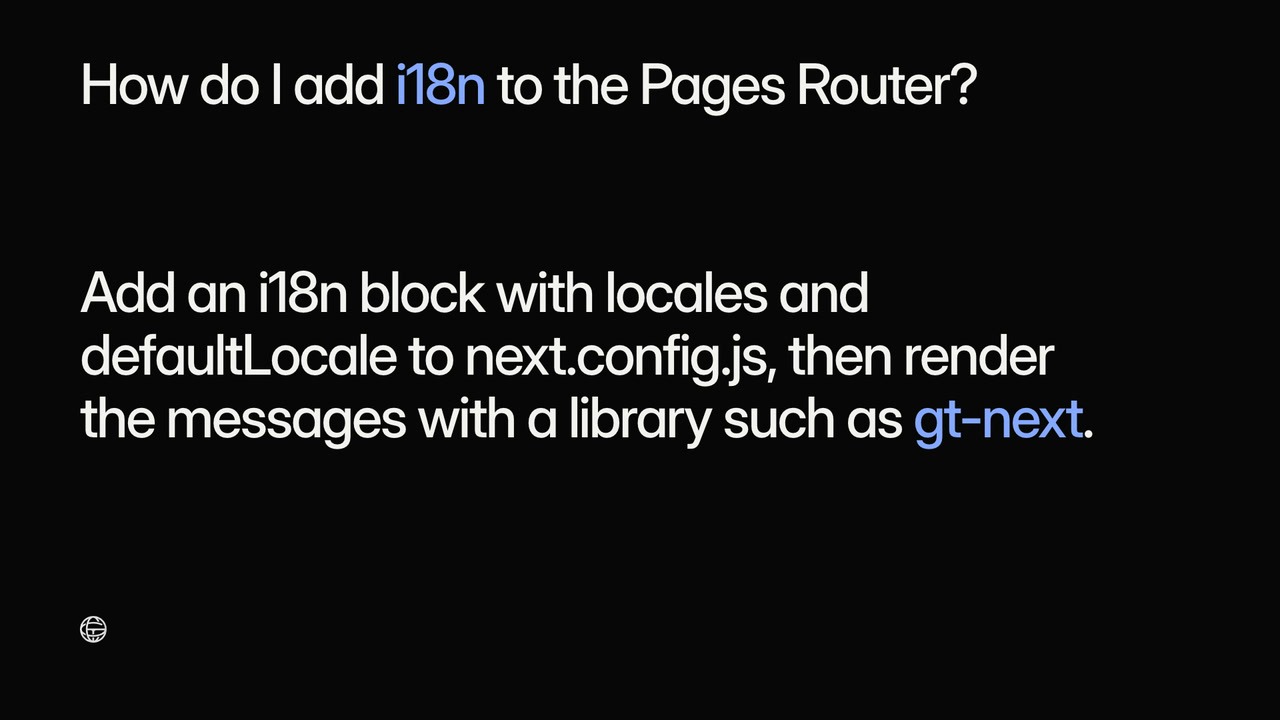 How do I add i18n to the Pages Router?
Add an i18n block with locales and
defaultLocale to next.config.js, then render
the messages with a library such as gt-next.